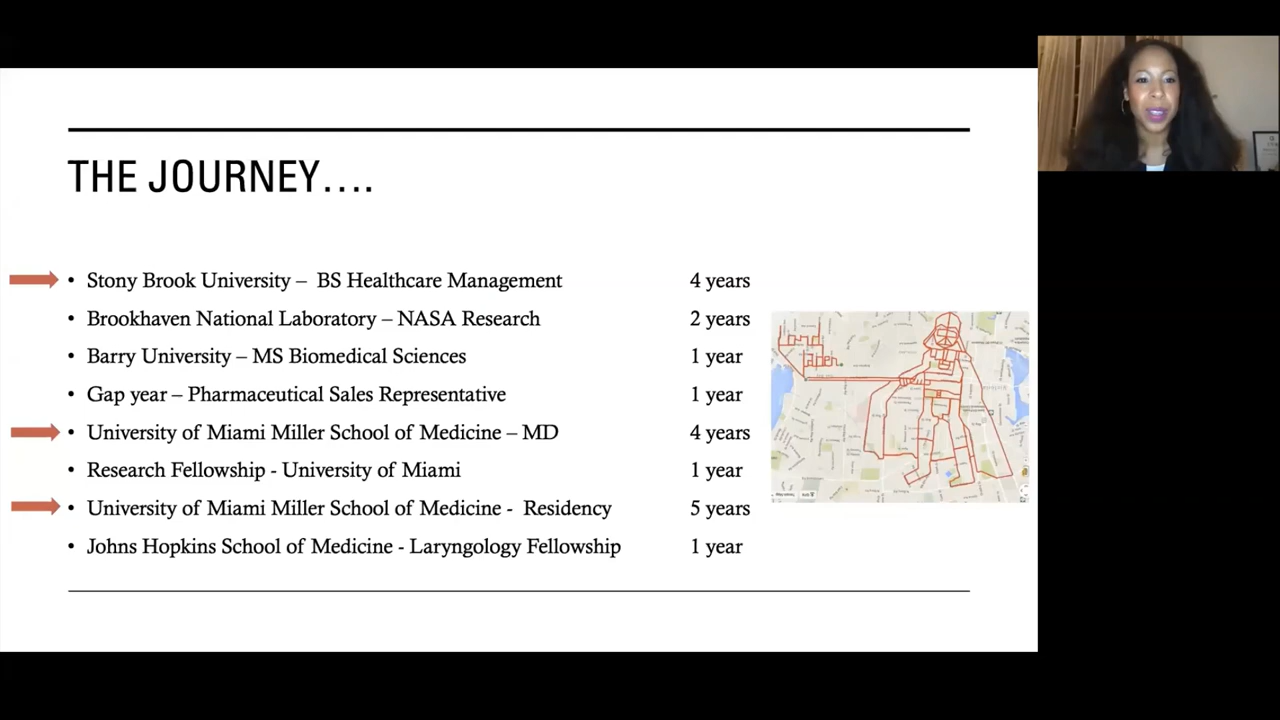 THE JOURNEY....
• Stony Brook University – BS Healthcare Management 4 years
• Brookhaven National Laboratory – NASA Research 2 years
• Barry University – MS Biomedical Sciences 1 year
• Gap year – Pharmaceutical Sales Representative 1 year
• University of Miami Miller School of Medicine – MD 4 years
• Research Fellowship - University of Miami 1 year
• University of Miami Miller School of Medicine - Residency 5 years
• Johns Hopkins School of Medicine - Laryngology Fellowship 1 year